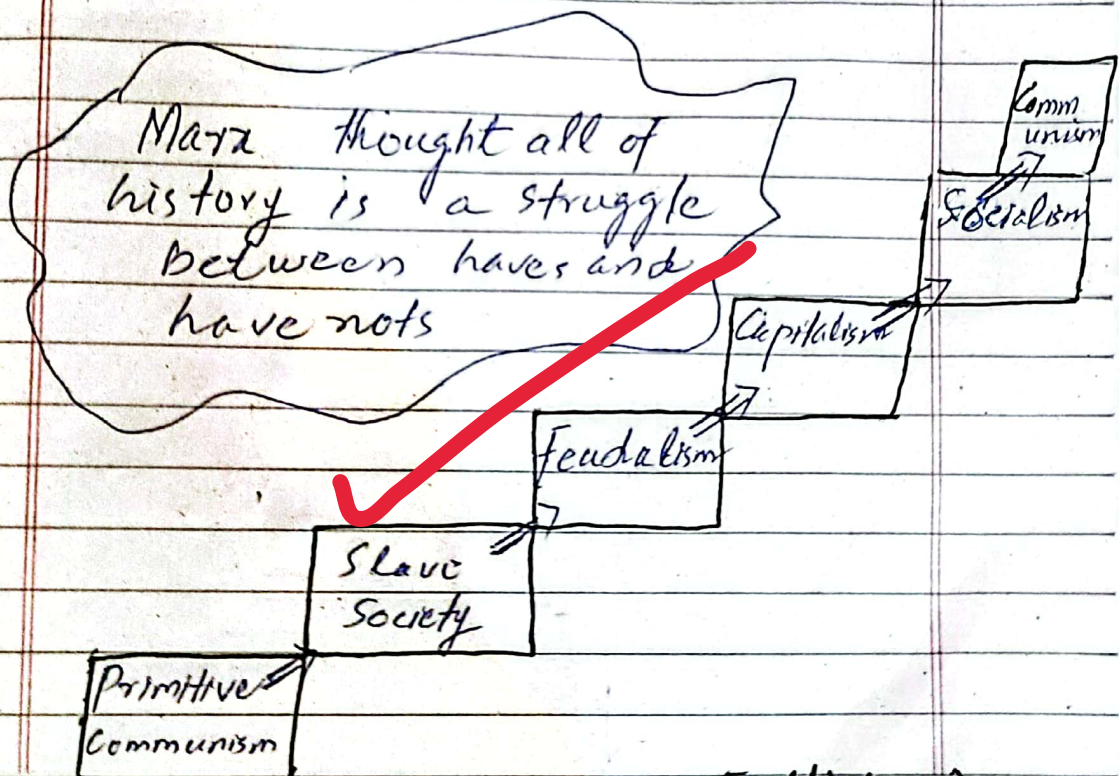 Marx thought all of
history is a struggle
between haves and
have nots
Comm
unism
Socialism
Capitalism
Feudalism
Slave
Society
Primitive
Communism